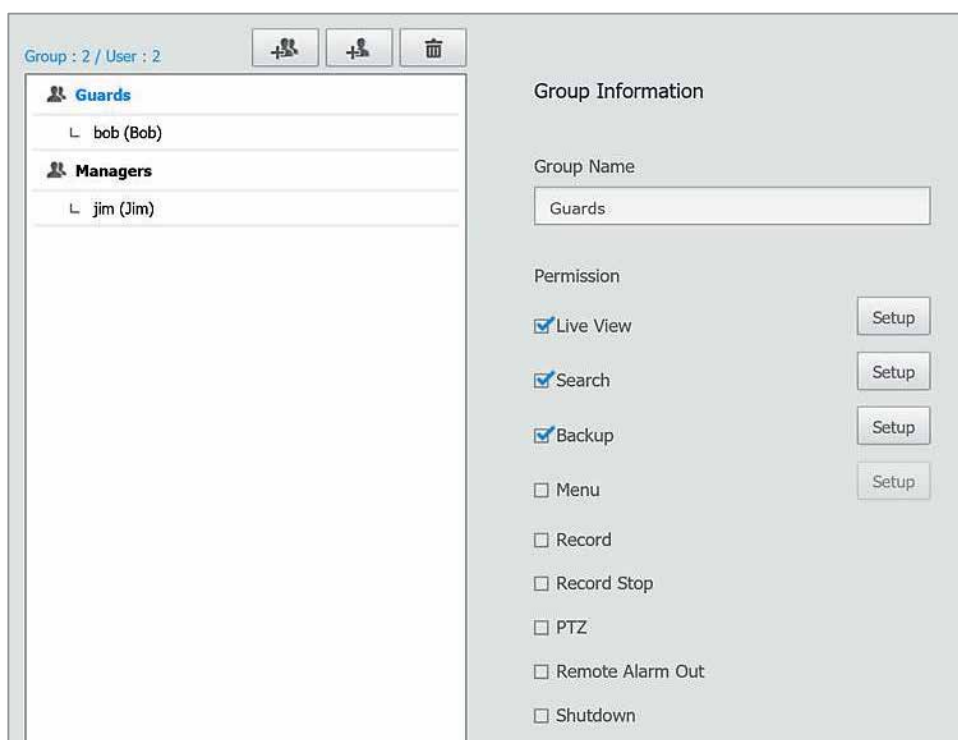 Group : 2 / User : 2
Guards
bob (Bob)
Managers
jim (Jim)
Group Information
Group Name
Guards
Permission
Live View Setup
Search Setup
Backup Setup
Menu Setup
Record
Record Stop
PTZ
Remote Alarm Out
Shutdown